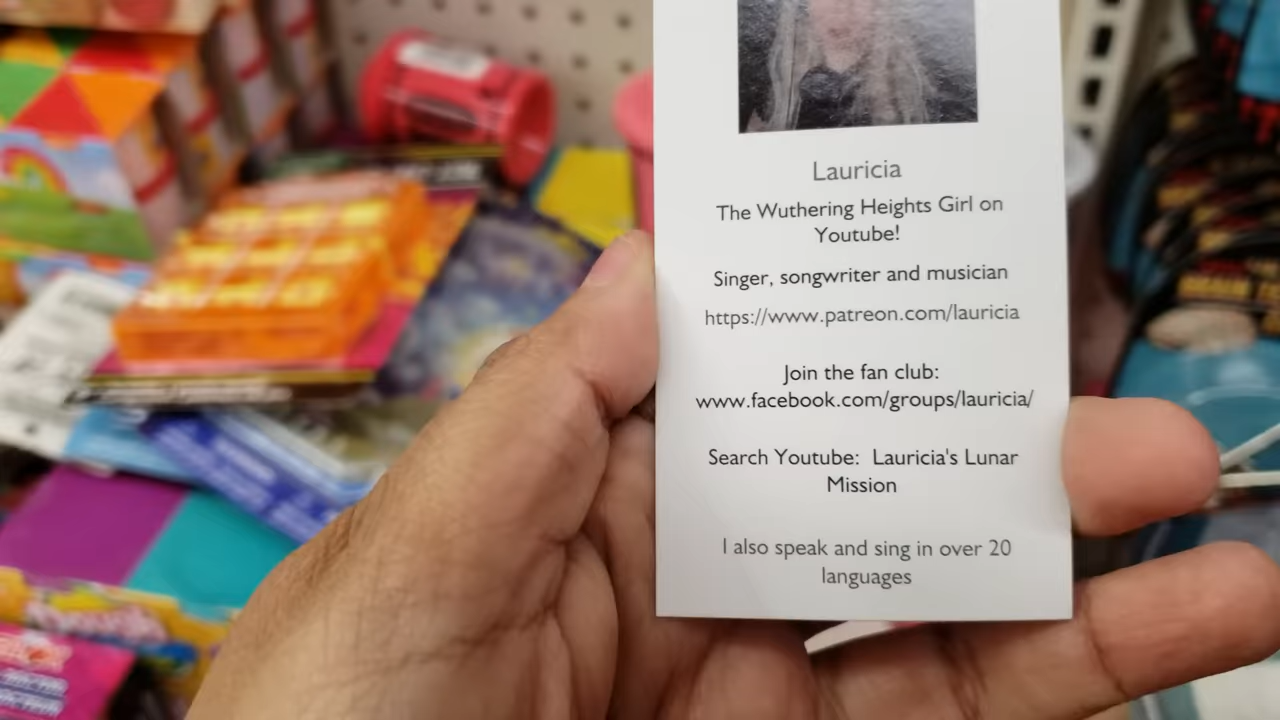 Lauricia
The Wuthering Heights Girl on
Youtube!
Singer, songwriter and musician
https://www.patreon.com/lauricia
Join the fan club:
www.facebook.com/groups/lauricia/
Search Youtube:  Lauricia's Lunar
Mission
I also speak and sing in over 20
languages